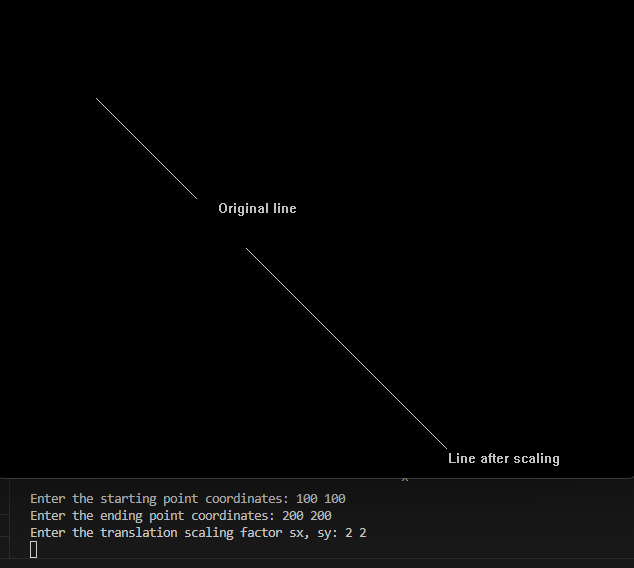 Original line
Line after scaling
Enter the starting point coordinates: 100 100
Enter the ending point coordinates: 200 200
Enter the translation scaling factor sx, sy: 2 2